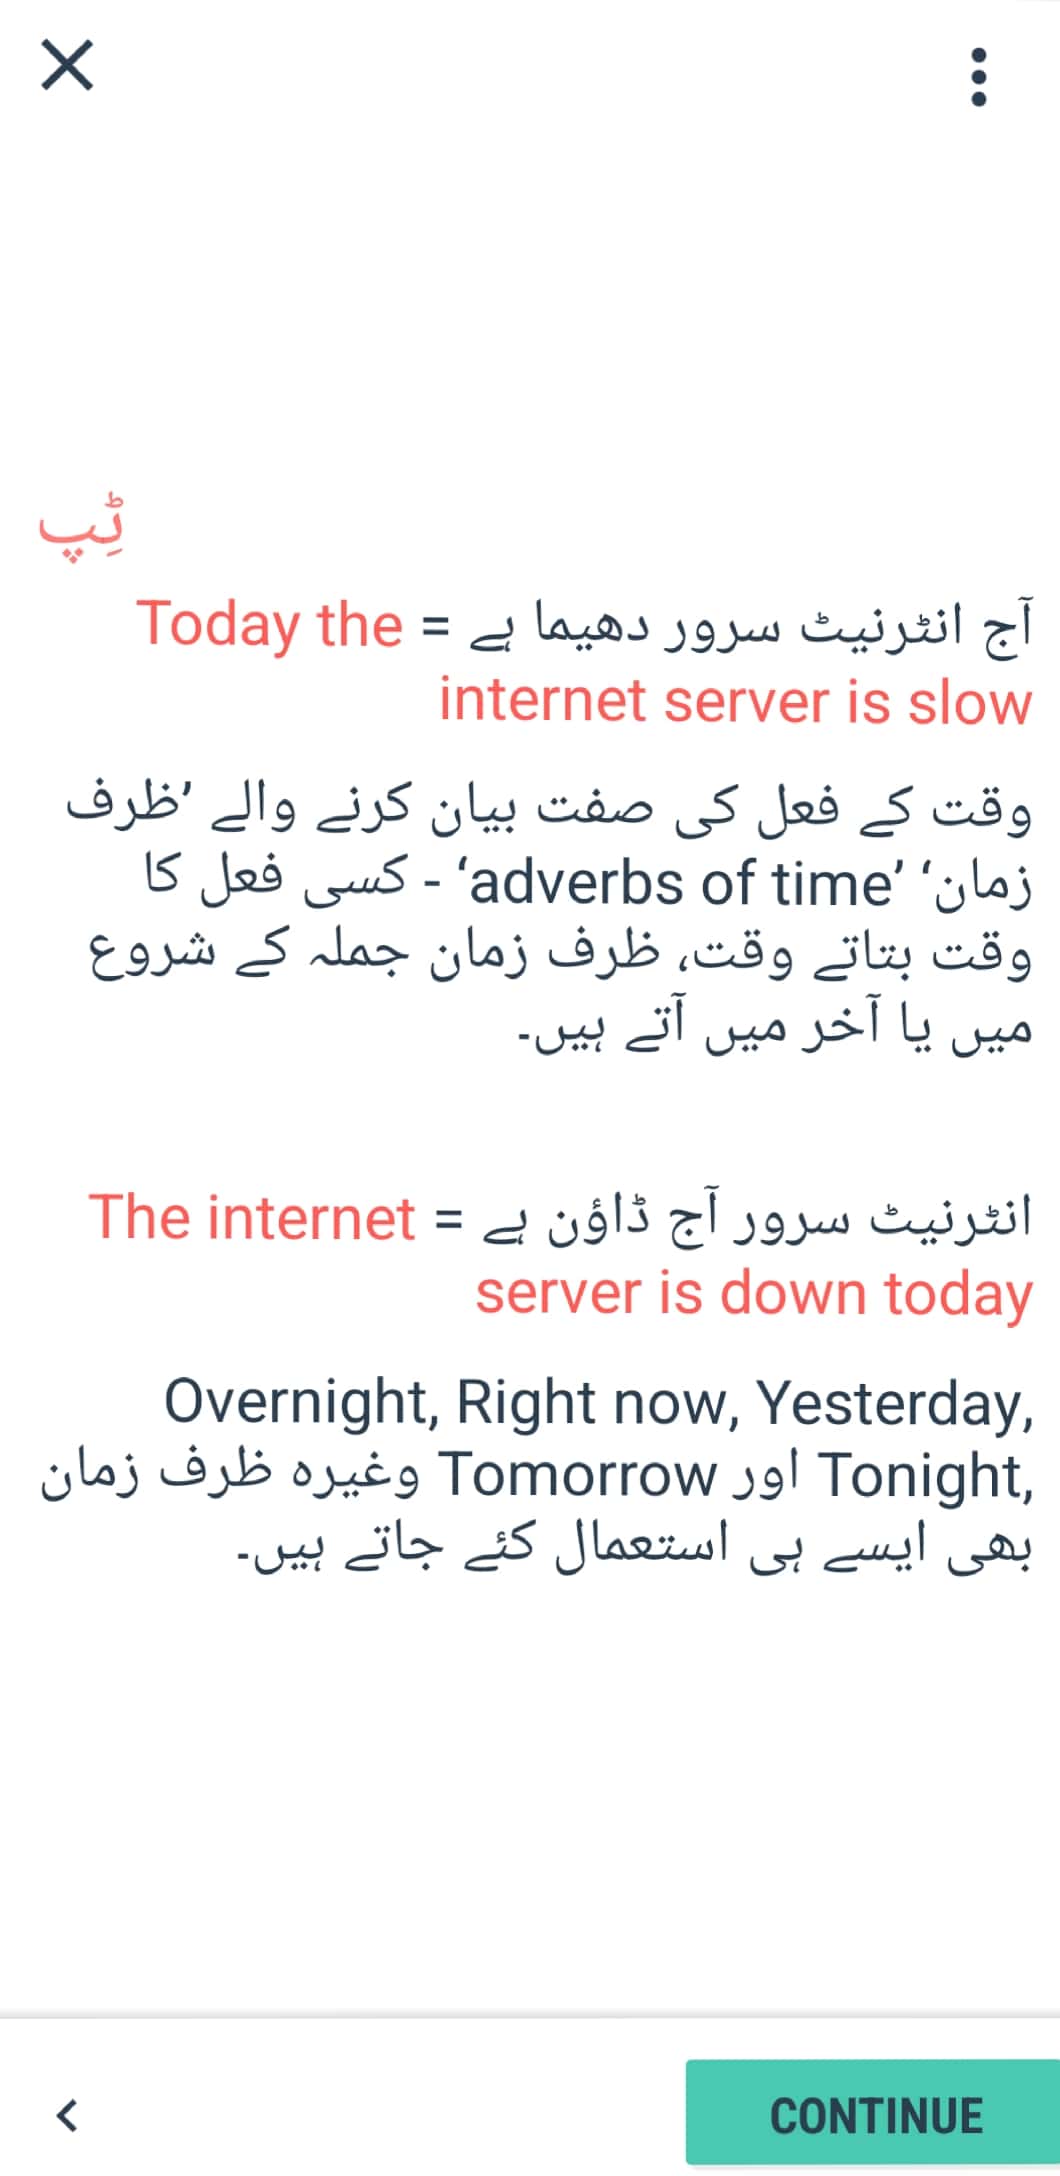 ٹِپ
آج انٹرنیٹ سرور دھیما ہے = Today the
internet server is slow
وقت کے فعل کی صفت بیان کرنے والے ’ظرف
زمان‘ ’adverbs of time‘ - کسی فعل کا
وقت بتاتے وقت، ظرف زمان جملہ کے شروع
میں یا آخر میں آتے ہیں۔
انٹرنیٹ سرور آج ڈاؤن ہے = The internet
server is down today
Overnight, Right now, Yesterday,
Tonight, اور Tomorrow وغیرہ ظرف زمان
بھی ایسے ہی استعمال کئے جاتے ہیں۔
CONTINUE